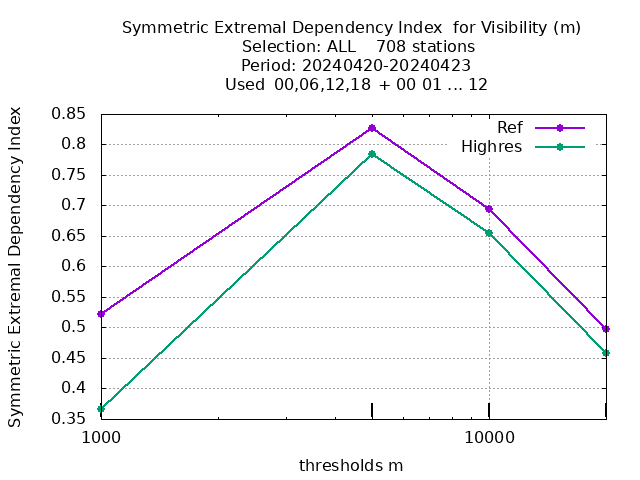 Symmetric Extremal Dependency Index  for Visibility (m)
Selection: ALL    708 stations
Period: 20240420-20240423
Used  00,06,12,18  + 00 01 ... 12
Symmetric Extremal Dependency Index
0.85
0.8
0.75
0.7
0.65
0.6
0.55
0.5
0.45
0.4
0.35
Ref
Highres
1000
10000
thresholds m